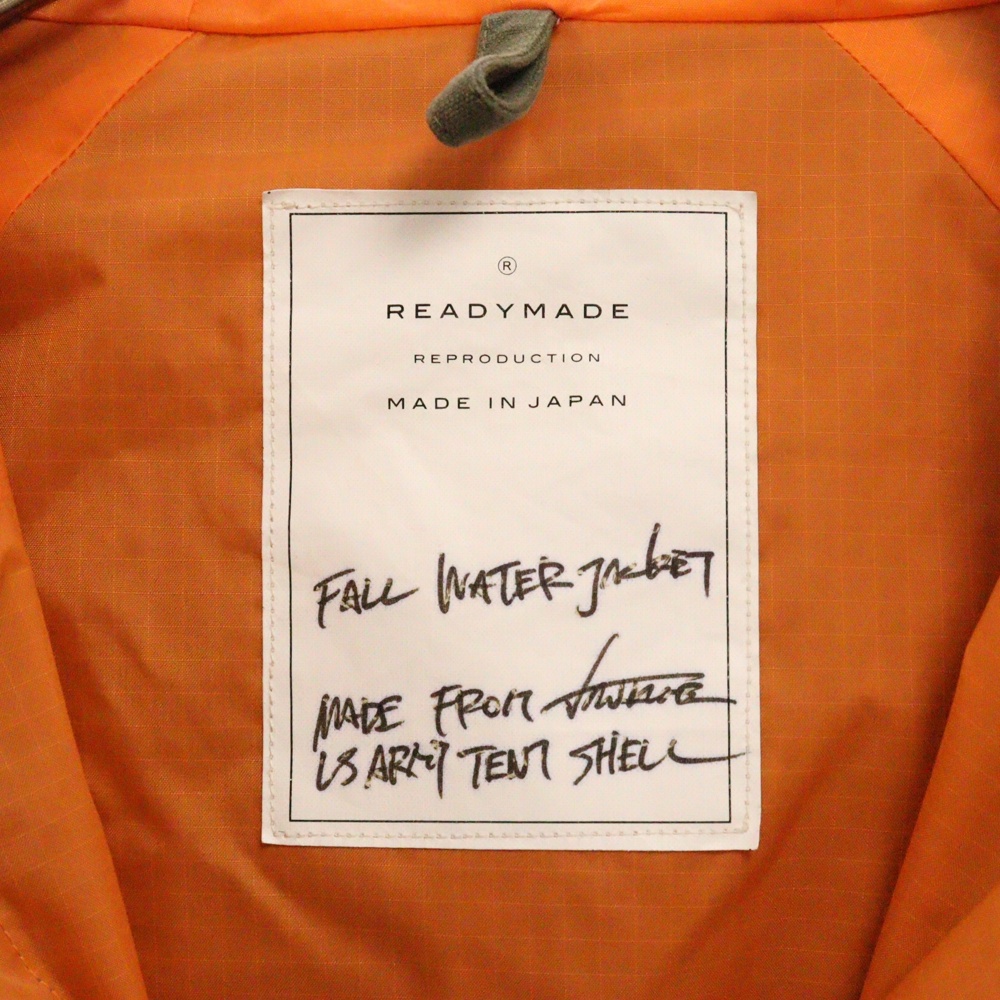 ®
READYMADE
REPRODUCTION
MADE IN JAPAN
FALL WATER JACKET
MADE FROM
US ARMY TENT SHELL